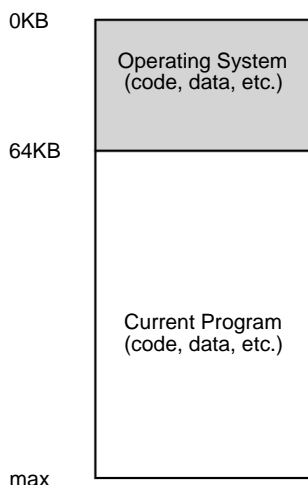 0KB
Operating System
(code, data, etc.)
64KB
Current Program
(code, data, etc.)
max